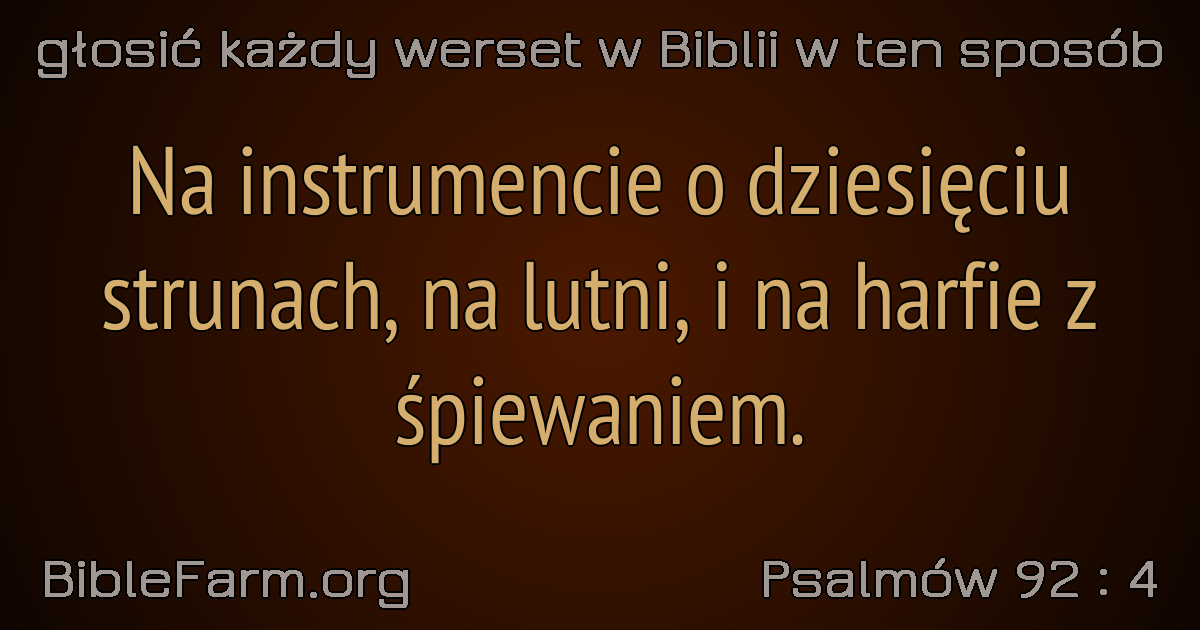 głosić każdy werset w Biblii w ten sposób
Na instrumencie o dziesięciu
strunach, na lutni, i na harfie z
śpiewaniem.
BibleFarm.org
Psalmów 92 : 4